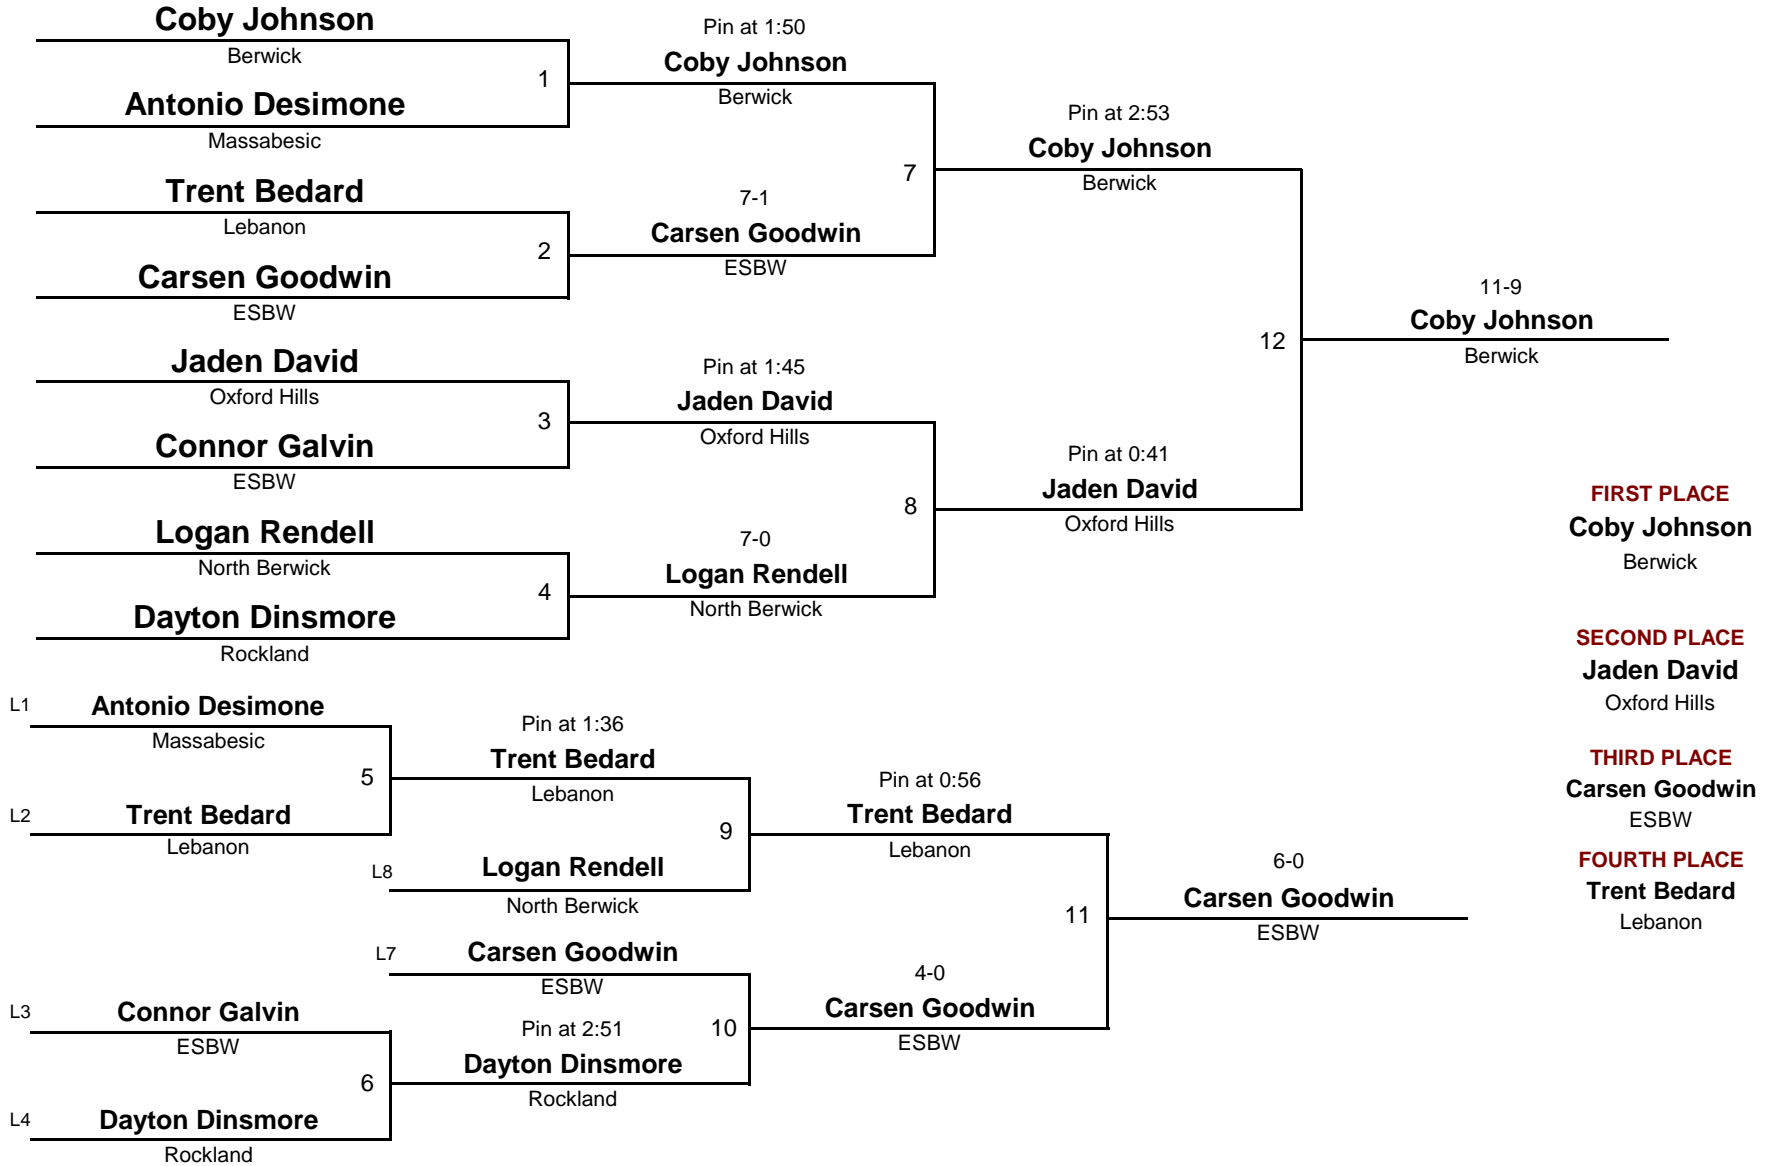 Coby Johnson
Berwick
1
Antonio Desimone
Massabesic
Pin at 1:50
Coby Johnson
Berwick
Trent Bedard
Lebanon
2
Carsen Goodwin
ESBW
7-1
Carsen Goodwin
ESBW
7
Pin at 2:53
Coby Johnson
Berwick
Jaden David
Oxford Hills
3
Connor Galvin
ESBW
Pin at 1:45
Jaden David
Oxford Hills
Logan Rendell
North Berwick
4
Dayton Dinsmore
Rockland
7-0
Logan Rendell
North Berwick
8
Pin at 0:41
Jaden David
Oxford Hills
12
11-9
Coby Johnson
Berwick
FIRST PLACE
Coby Johnson
Berwick
SECOND PLACE
Jaden David
Oxford Hills
THIRD PLACE
Carsen Goodwin
ESBW
FOURTH PLACE
Trent Bedard
Lebanon
L1
Antonio Desimone
Massabesic
5
L2
Trent Bedard
Lebanon
Pin at 1:36
Trent Bedard
Lebanon
9
L8
Logan Rendell
North Berwick
Pin at 0:56
Trent Bedard
Lebanon
L7
Carsen Goodwin
ESBW
L3
Connor Galvin
ESBW
6
L4
Dayton Dinsmore
Rockland
Pin at 2:51
Dayton Dinsmore
Rockland
10
4-0
Carsen Goodwin
ESBW
11
6-0
Carsen Goodwin
ESBW